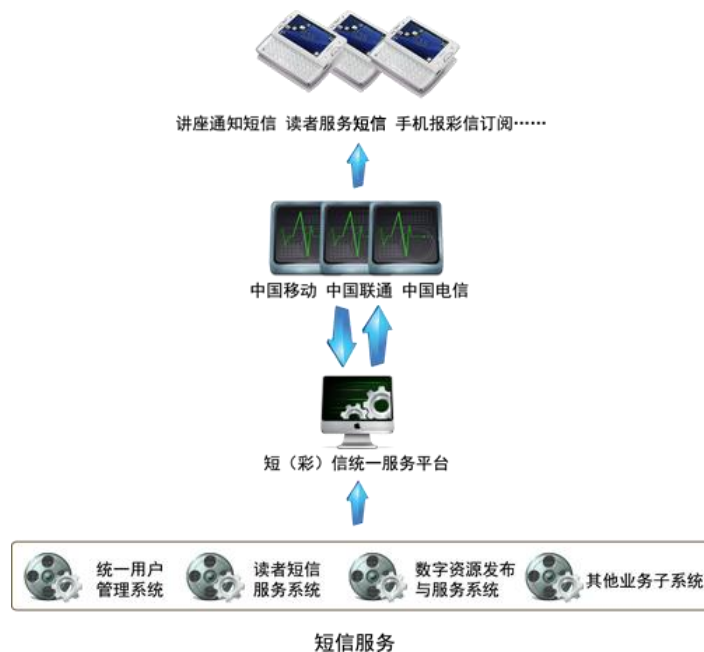 讲座通知短信 读者服务短信 手机报彩信订阅……
中国移动 中国联通 中国电信
短（彩）信统一服务平台
统一用户
管理系统
读者短信
服务系统
数字资源发布
与服务系统
其他业务子系统
短信服务